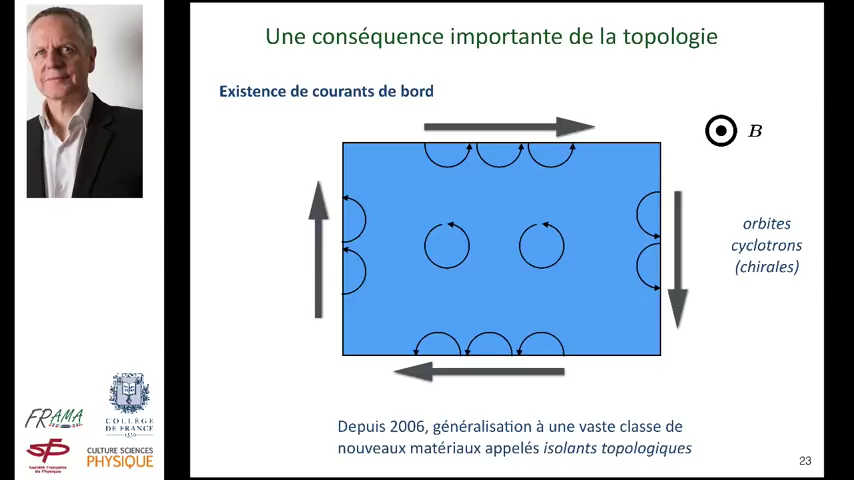 Une conséquence importante de la topologie
Existence de courants de bord
B
orbites
cyclotrons
(chirales)
Depuis 2006, généralisation à une vaste classe de
nouveaux matériaux appelés isolants topologiques
23
FRAMA
COLLÈGE
DE FRANCE
1530
sfp
Société Française
de Physique
CULTURE SCIENCES
PHYSIQUE